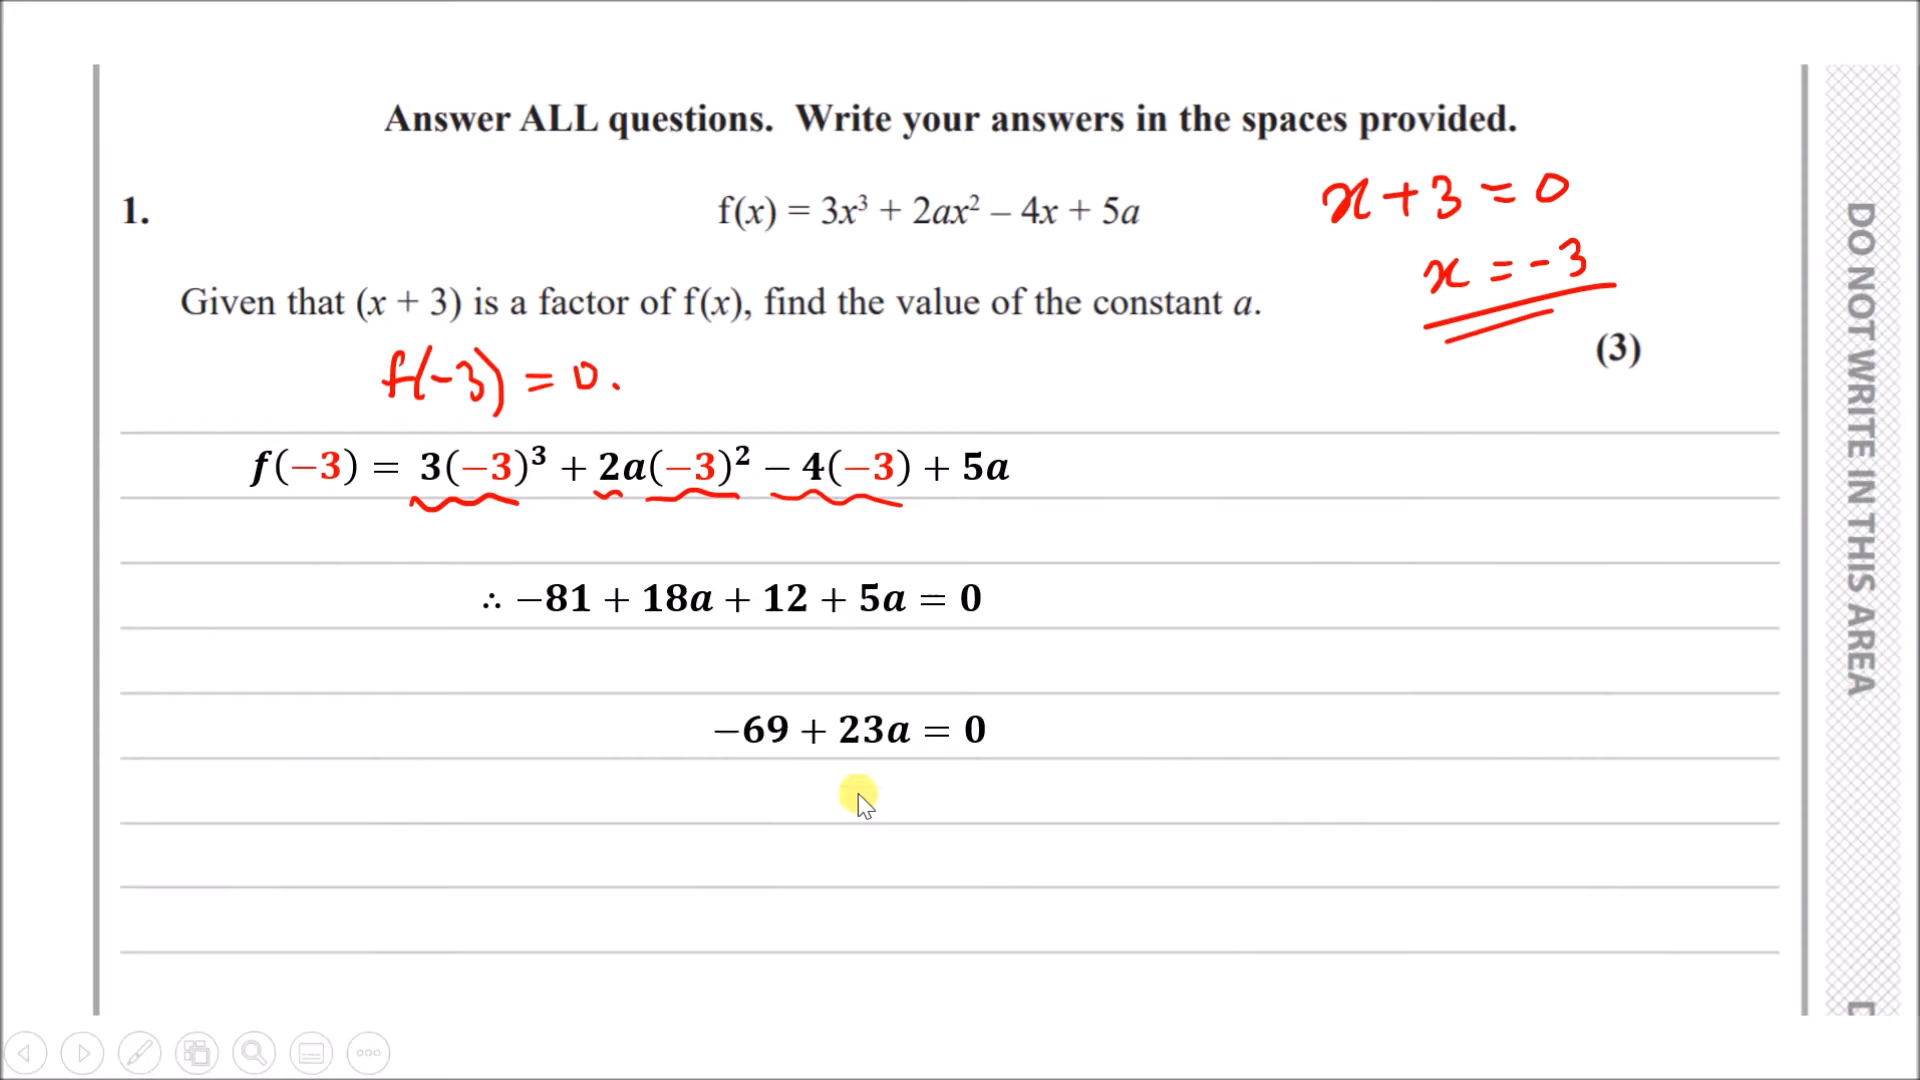 Answer ALL questions. Write your answers in the spaces provided.
1.
f(x) = 3x³ + 2ax² – 4x + 5a
x + 3 = 0
x = -3
Given that (x + 3) is a factor of f(x), find the value of the constant a.
(3)
f(-3) = 0.
f(−3) = 3(−3)³ + 2a(−3)² − 4(−3) + 5a
∴ −81 + 18a + 12 + 5a = 0
−69 + 23a = 0
DO NOT WRITE IN THIS AREA